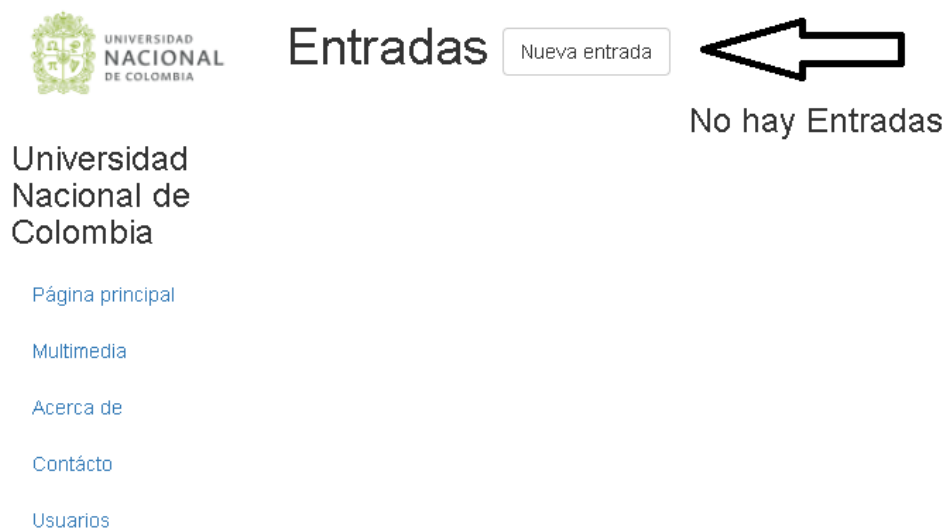 UNIVERSIDAD
NACIONAL
DE COLOMBIA
Entradas Nueva entrada
No hay Entradas
Universidad
Nacional de
Colombia
Página principal
Multimedia
Acerca de
Contácto
Usuarios